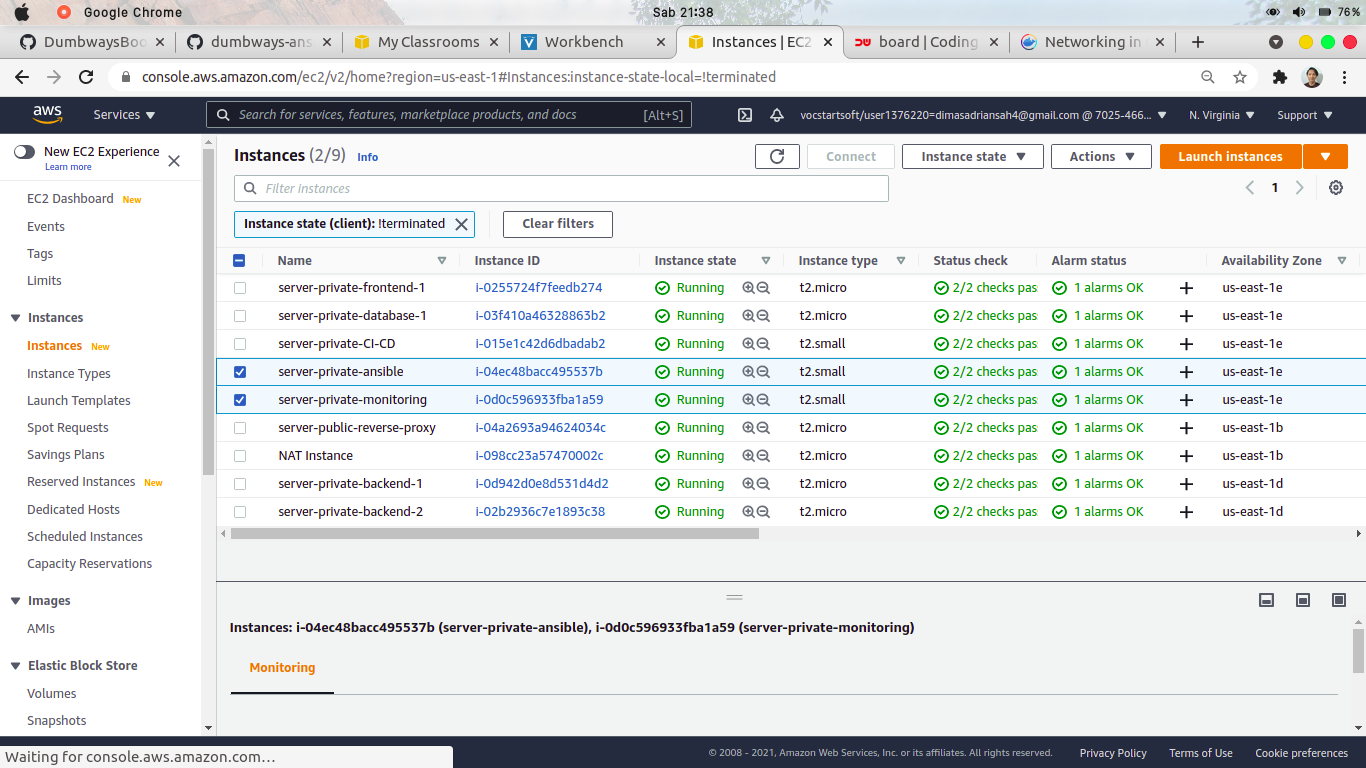 Google Chrome Sab 21:38 76%
DumbwaysBoo dumbways-ans My Classrooms Workbench Instances | EC2 board | Coding Networking in
console.aws.amazon.com/ec2/v2/home?region=us-east-1#Instances:instance-state-local=!terminated
aws Services Search for services, features, marketplace products, and docs [Alt+S] vocstartsoft/user1376220=dimasadriansah4@gmail.com @ 7025-466... N. Virginia Support
New EC2 Experience
Learn more
EC2 Dashboard New
Events
Tags
Limits
Instances
Instances New
Instance Types
Launch Templates
Spot Requests
Savings Plans
Reserved Instances New
Dedicated Hosts
Scheduled Instances
Capacity Reservations
Images
AMIs
Elastic Block Store
Volumes
Snapshots
Instances (2/9) Info Connect Instance state Actions Launch instances
Filter instances 1
Instance state (client): !terminated Clear filters
Name Instance ID Instance state Instance type Status check Alarm status Availability Zone
server-private-frontend-1 i-0255724f7feedb274 Running t2.micro 2/2 checks pas 1 alarms OK us-east-1e
server-private-database-1 i-03f410a46328863b2 Running t2.micro 2/2 checks pas 1 alarms OK us-east-1e
server-private-CI-CD i-015e1c42d6dbadab2 Running t2.small 2/2 checks pas 1 alarms OK us-east-1e
server-private-ansible i-04ec48bacc495537b Running t2.small 2/2 checks pas 1 alarms OK us-east-1e
server-private-monitoring i-0d0c596933fba1a59 Running t2.small 2/2 checks pas 1 alarms OK us-east-1e
server-public-reverse-proxy i-04a2693a94624034c Running t2.micro 2/2 checks pas 1 alarms OK us-east-1b
NAT Instance i-098cc23a57470002c Running t2.micro 2/2 checks pas 1 alarms OK us-east-1b
server-private-backend-1 i-0d942d0e8d531d4d2 Running t2.micro 2/2 checks pas 1 alarms OK us-east-1d
server-private-backend-2 i-02b2936c7e1893c38 Running t2.micro 2/2 checks pas 1 alarms OK us-east-1d
Instances: i-04ec48bacc495537b (server-private-ansible), i-0d0c596933fba1a59 (server-private-monitoring)
Monitoring
Waiting for console.aws.amazon.com...
© 2008 - 2021, Amazon Web Services, Inc. or its affiliates. All rights reserved. Privacy Policy Terms of Use Cookie preferences